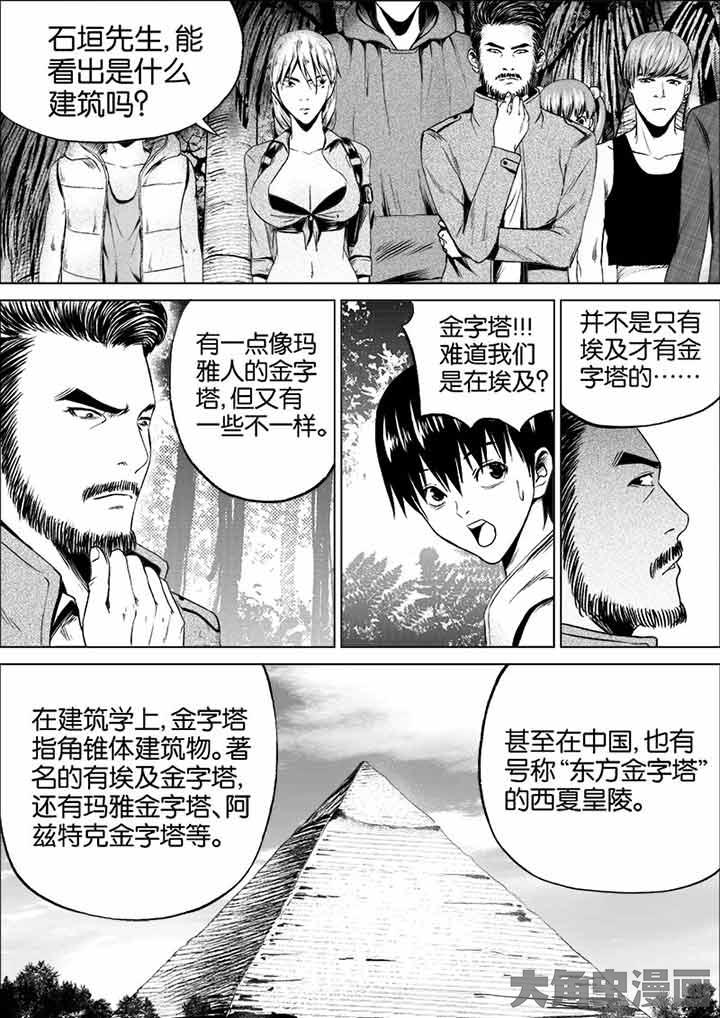 石垣先生,能
看出是什么
建筑吗?
有一点像玛
雅人的金字
塔,但又有
一些不一样。
金字塔!!!
难道我们
是在埃及?
并不是只有
埃及才有金
字塔的……
在建筑学上,金字塔
指角锥体建筑物。著
名的有埃及金字塔,
还有玛雅金字塔、阿
兹特克金字塔等。
甚至在中国,也有
号称“东方金字塔”
的西夏皇陵。
大角虫漫画